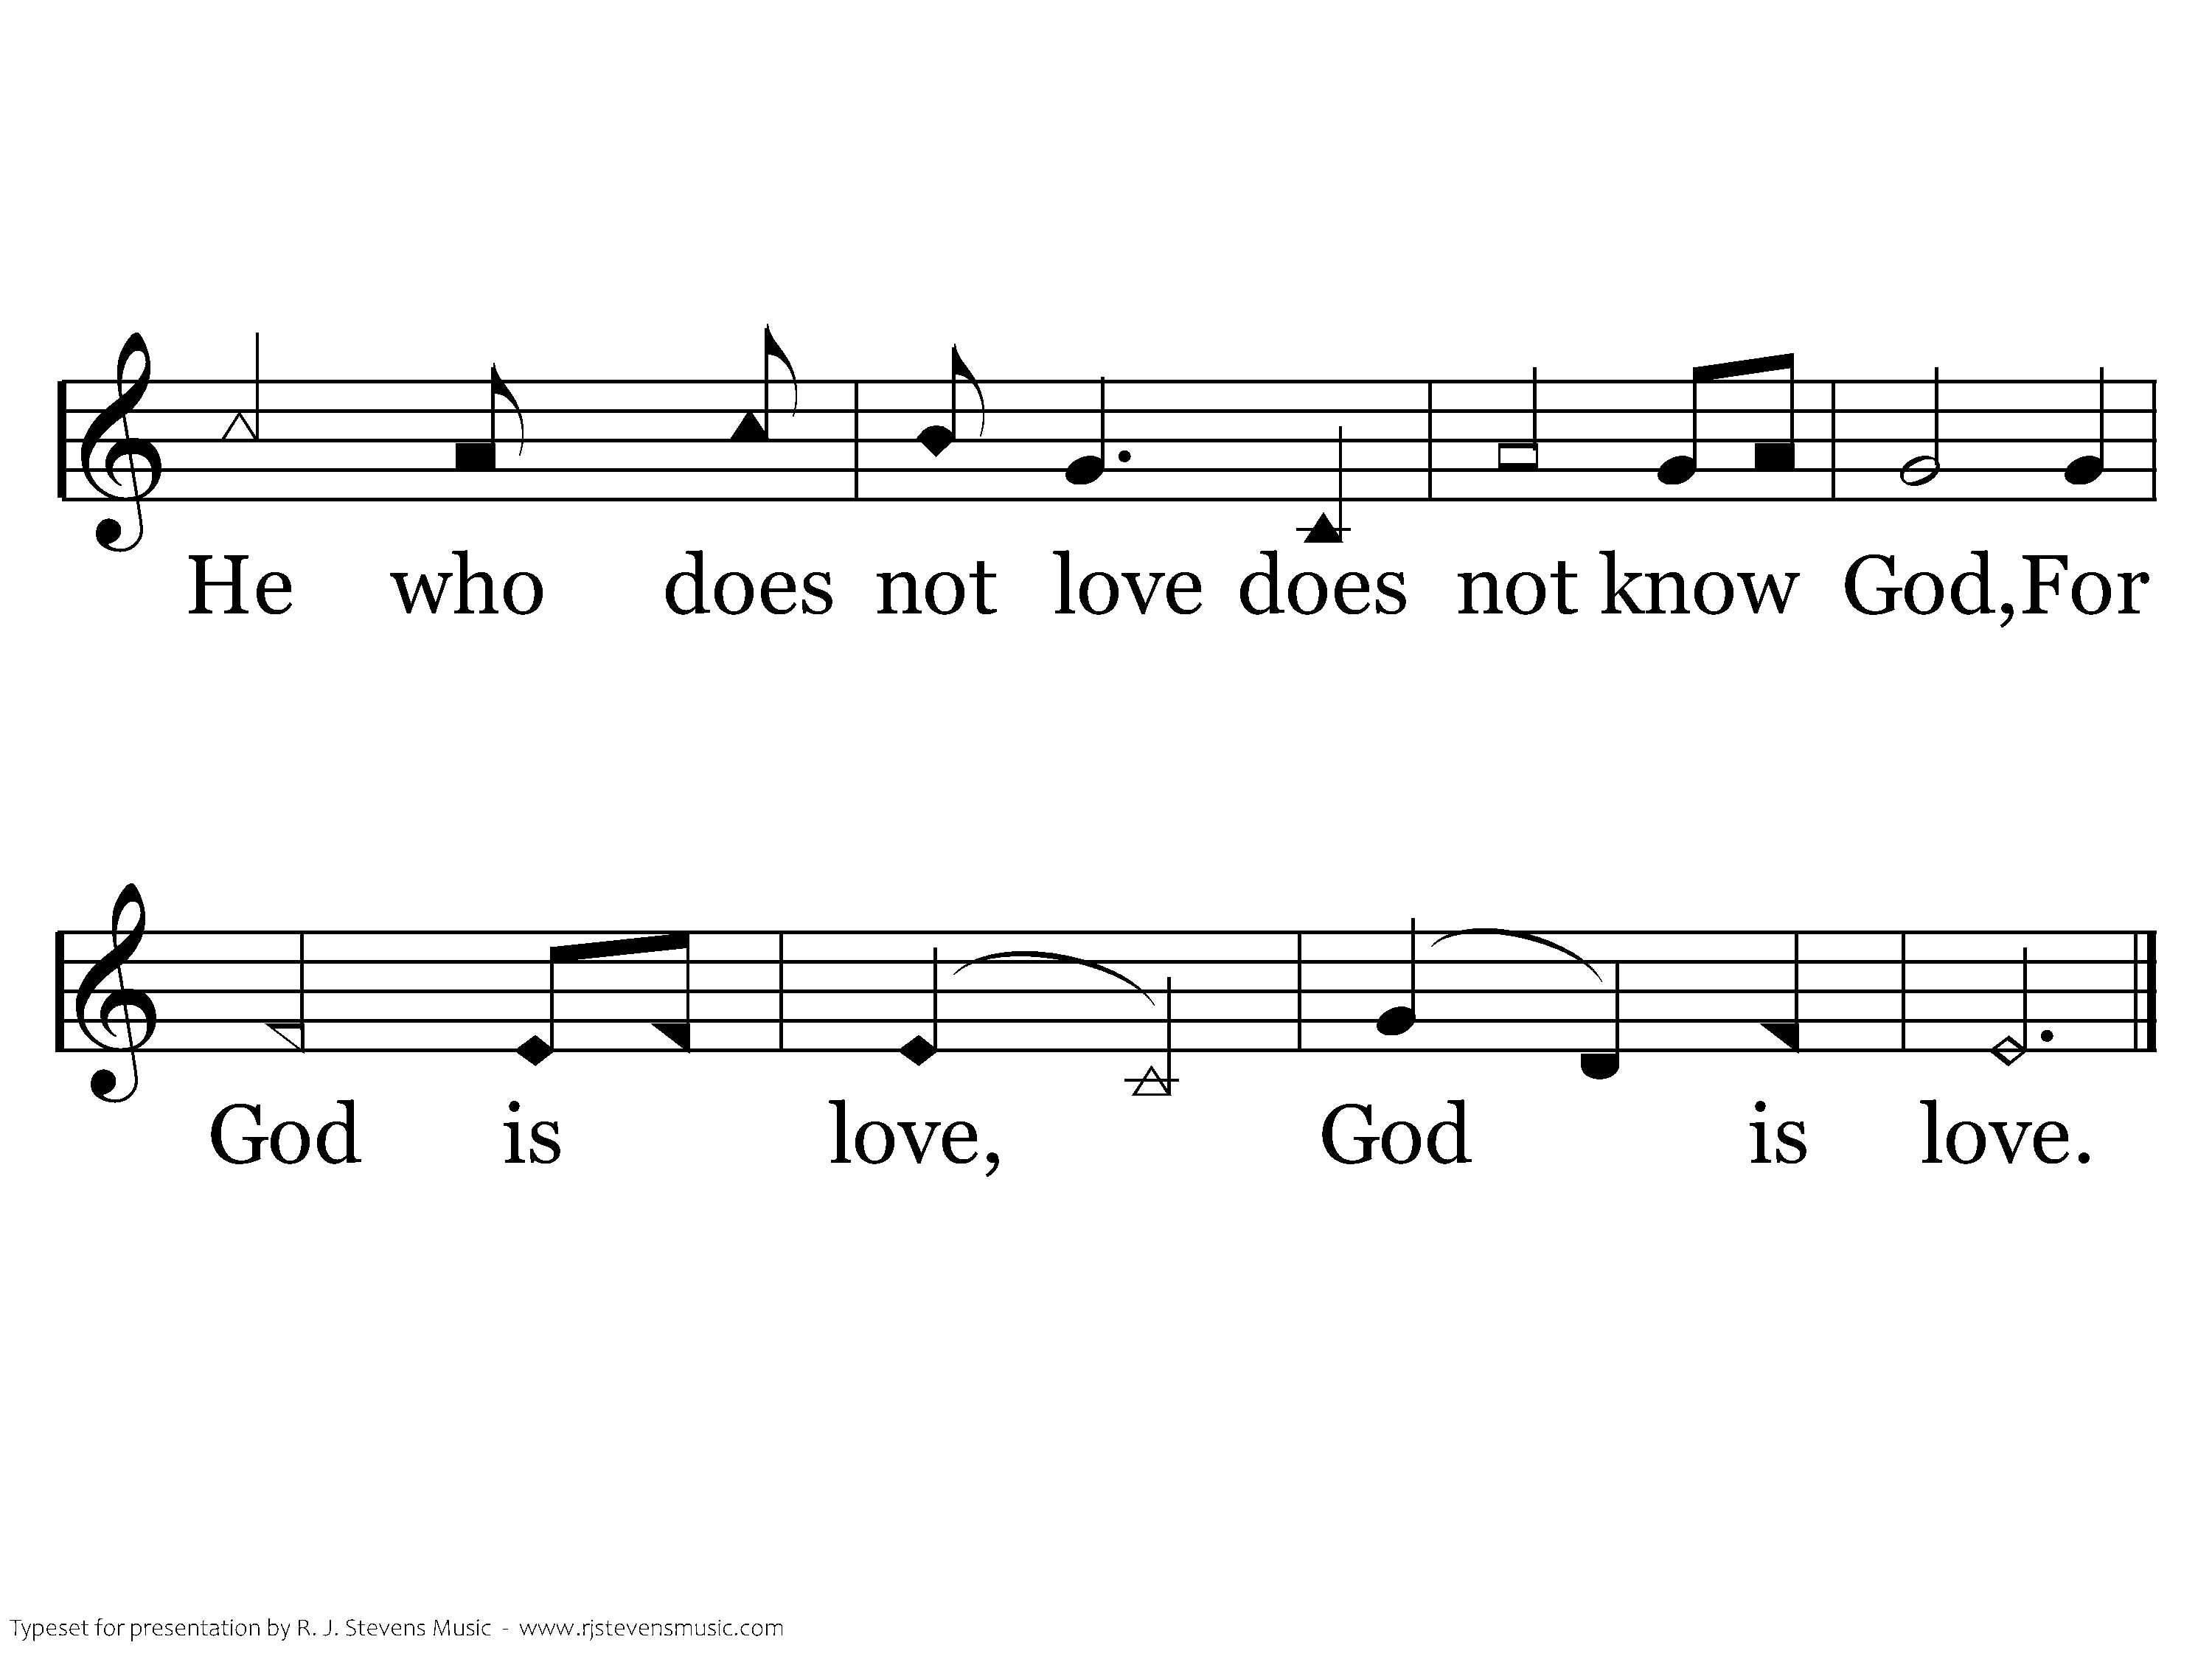 He who does not love does not know God,For
God is love, God is love.
Typeset for presentation by R. J. Stevens Music - www.rjstevensmusic.com